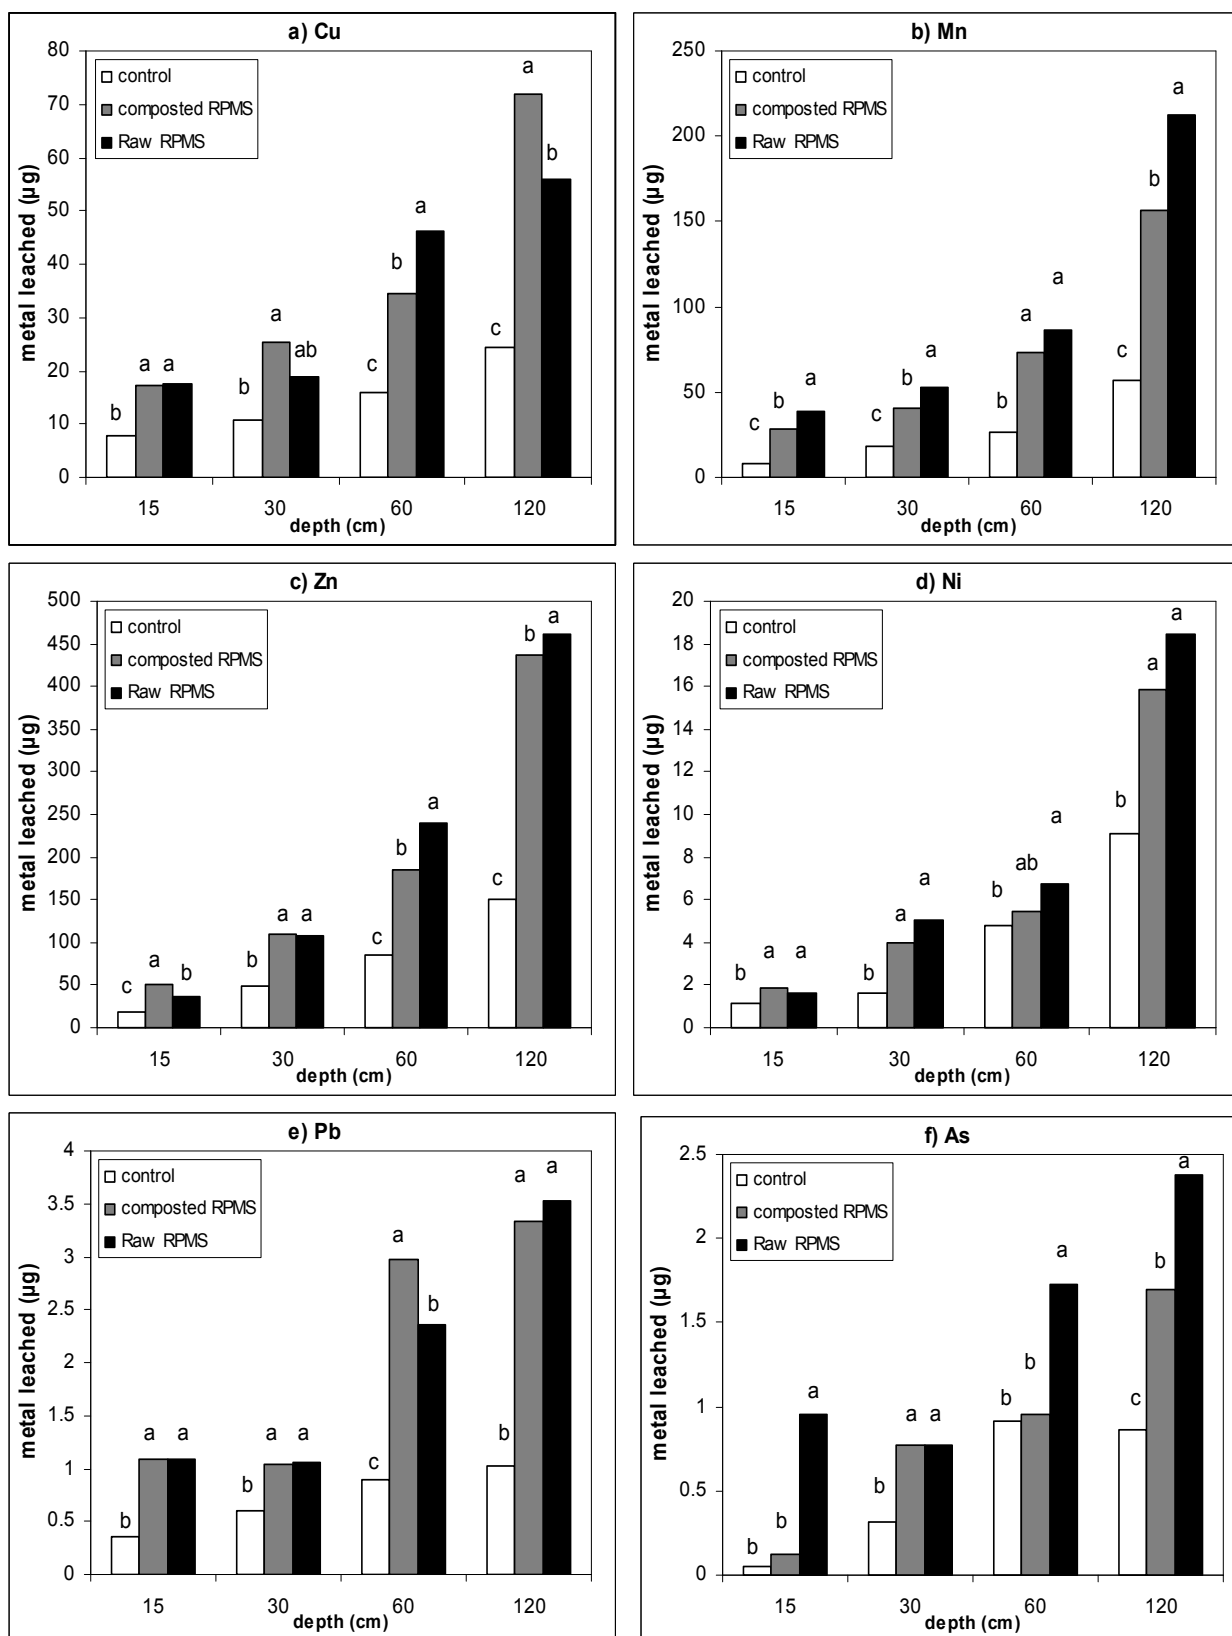 a) Cu
metal leached (µg)
80
70
60
50
40
30
20
10
0
control
composted RPMS
Raw RPMS
b a a
b a ab
c b a
c a b
15 30 60 120
depth (cm)
b) Mn
metal leached (µg)
250
200
150
100
50
0
control
composted RPMS
Raw RPMS
c b a
c b a
b a a
c b a
15 30 60 120
depth (cm)
c) Zn
metal leached (µg)
500
450
400
350
300
250
200
150
100
50
0
control
composted RPMS
Raw RPMS
c a b
b a a
c b a
c b a
15 30 60 120
depth (cm)
d) Ni
metal leached (µg)
20
18
16
14
12
10
8
6
4
2
0
control
composted RPMS
Raw RPMS
b a a
b a a
b ab a
b a a
15 30 60 120
depth (cm)
e) Pb
metal leached (µg)
4
3.5
3
2.5
2
1.5
1
0.5
0
control
composted RPMS
Raw RPMS
b a a
b a a
c a b
b a a
15 30 60 120
depth (cm)
f) As
metal leached (µg)
2.5
2
1.5
1
0.5
0
control
composted RPMS
Raw RPMS
b b a
b a a
b b a
c b a
15 30 60 120
depth (cm)